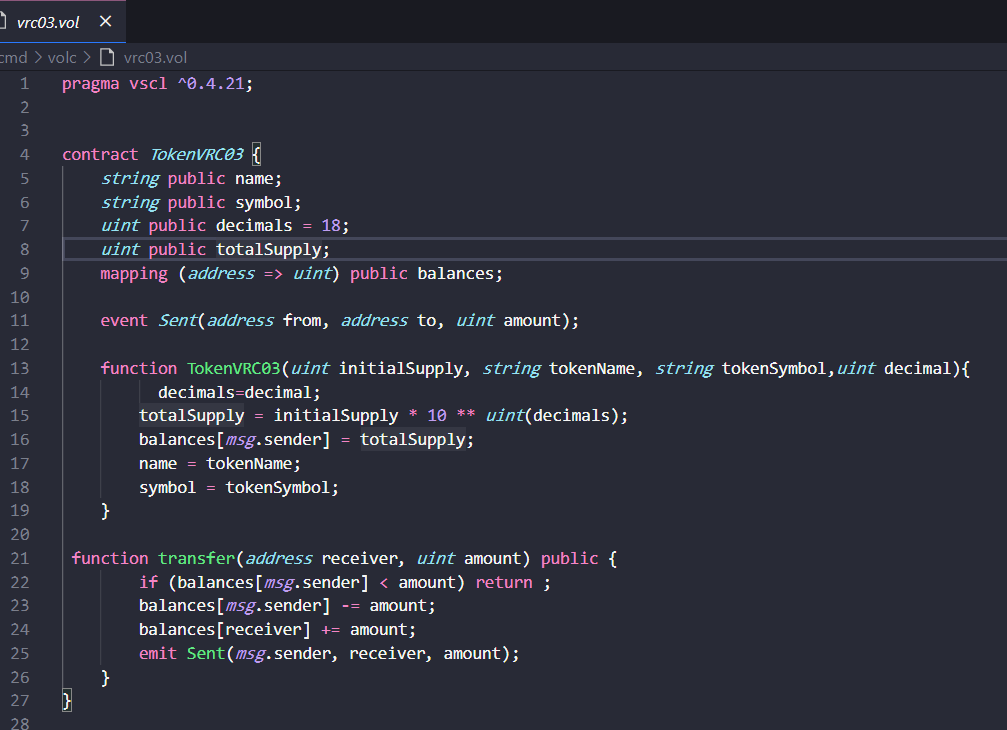 vrc03.vol ×
cmd > volc > vrc03.vol
1 pragma vscl ^0.4.21;
2
3
4 contract TokenVRC03 {
5 string public name;
6 string public symbol;
7 uint public decimals = 18;
8 uint public totalSupply;
9 mapping (address => uint) public balances;
10
11 event Sent(address from, address to, uint amount);
12
13 function TokenVRC03(uint initialSupply, string tokenName, string tokenSymbol,uint decimal){
14 decimals=decimal;
15 totalSupply = initialSupply * 10 ** uint(decimals);
16 balances[msg.sender] = totalSupply;
17 name = tokenName;
18 symbol = tokenSymbol;
19 }
20
21 function transfer(address receiver, uint amount) public {
22 if (balances[msg.sender] < amount) return ;
23 balances[msg.sender] -= amount;
24 balances[receiver] += amount;
25 emit Sent(msg.sender, receiver, amount);
26 }
27 }
28